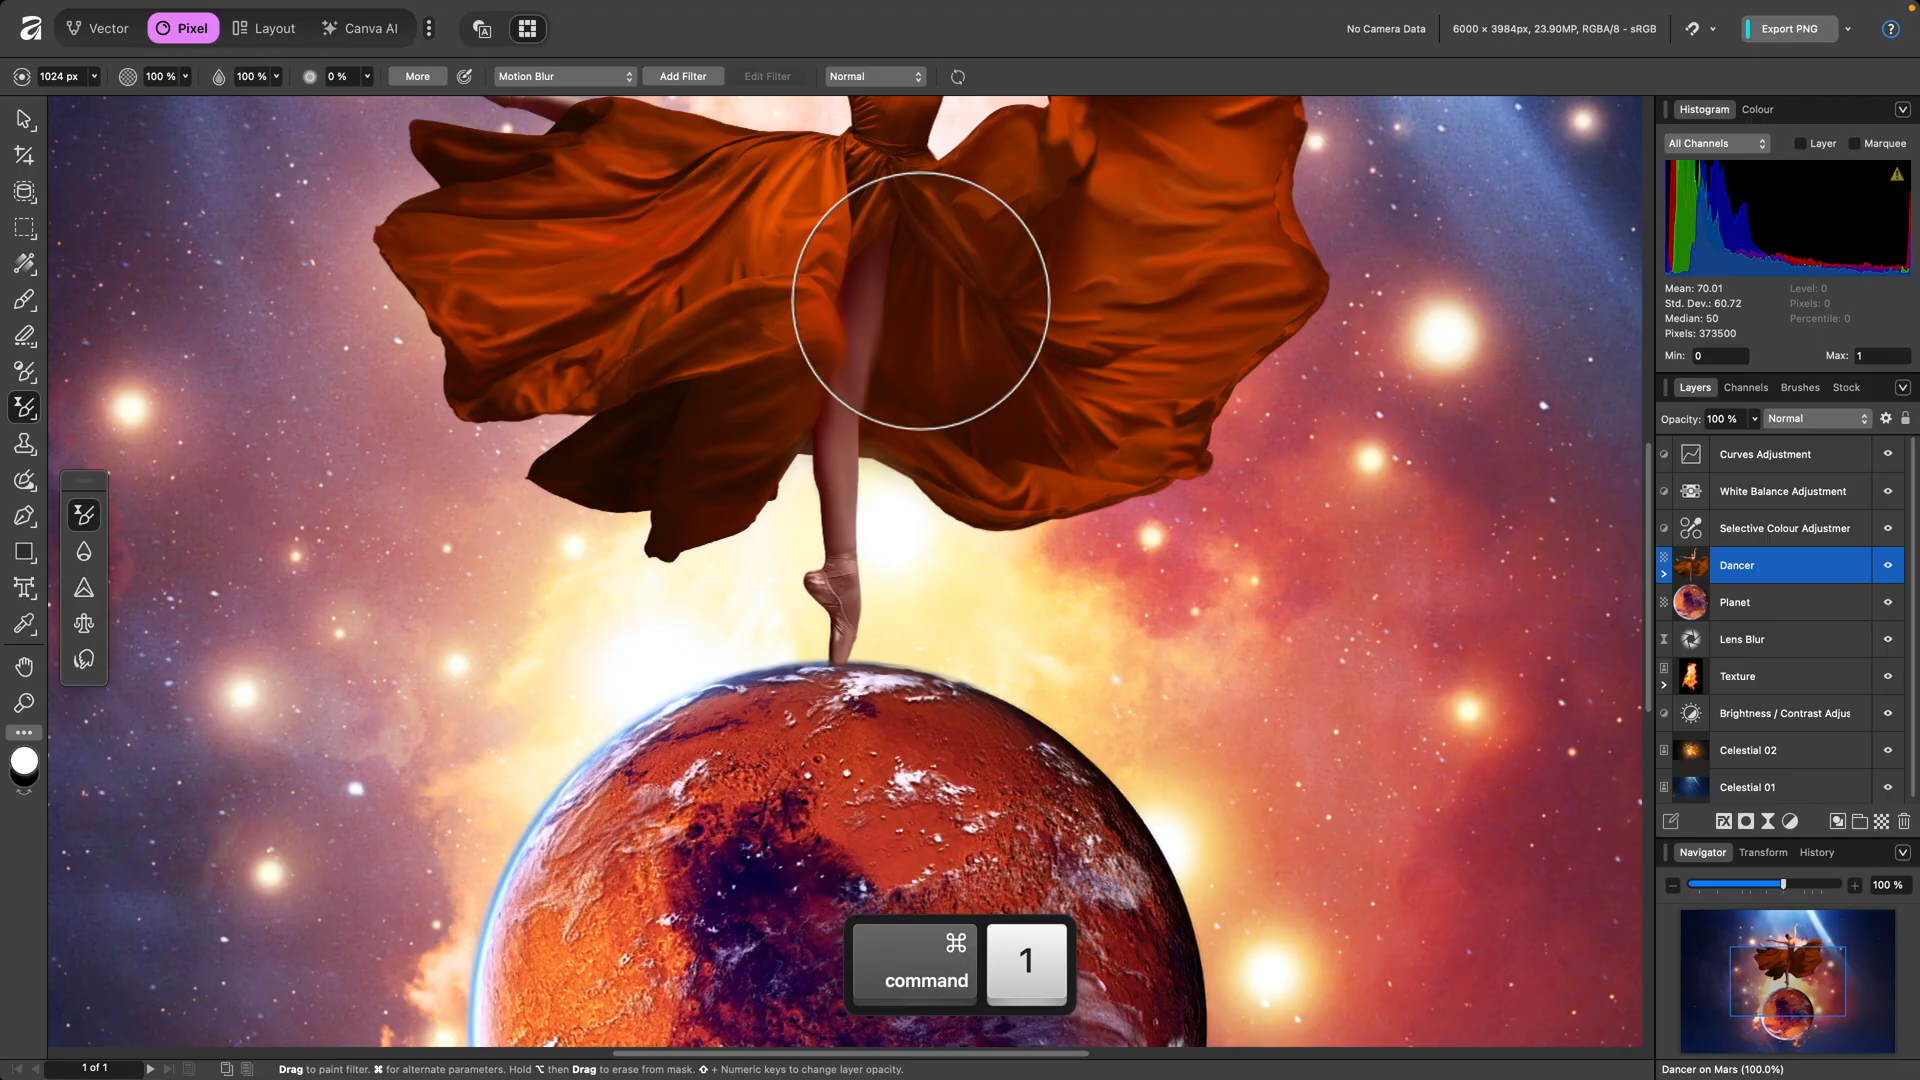 Vector
Pixel
Layout
Canva AI
A
No Camera Data
6000 × 3984px, 23.90MP, RGBA/8 - sRGB
Export PNG
?
1024 px
100 %
100 %
0 %
More
Motion Blur
Add Filter
Edit Filter
Normal
Histogram
Colour
All Channels
Layer
Marquee
Mean: 70.01
Level: 0
Std. Dev.: 60.72
Pixels: 0
Median: 50
Percentile: 0
Pixels: 373500
Min: 0
Max: 1
Layers
Channels
Brushes
Stock
Opacity: 100 %
Normal
Curves Adjustment
White Balance Adjustment
Selective Colour Adjustmer
Dancer
Planet
Lens Blur
Texture
Brightness / Contrast Adjus
Celestial 02
Celestial 01
FX
Navigator
Transform
History
100 %
⌘
command
1
1 of 1
Drag to paint filter. ⌘ for alternate parameters. Hold ⌥ then Drag to erase from mask. ⇧ + Numeric keys to change layer opacity.
Dancer on Mars (100.0%)